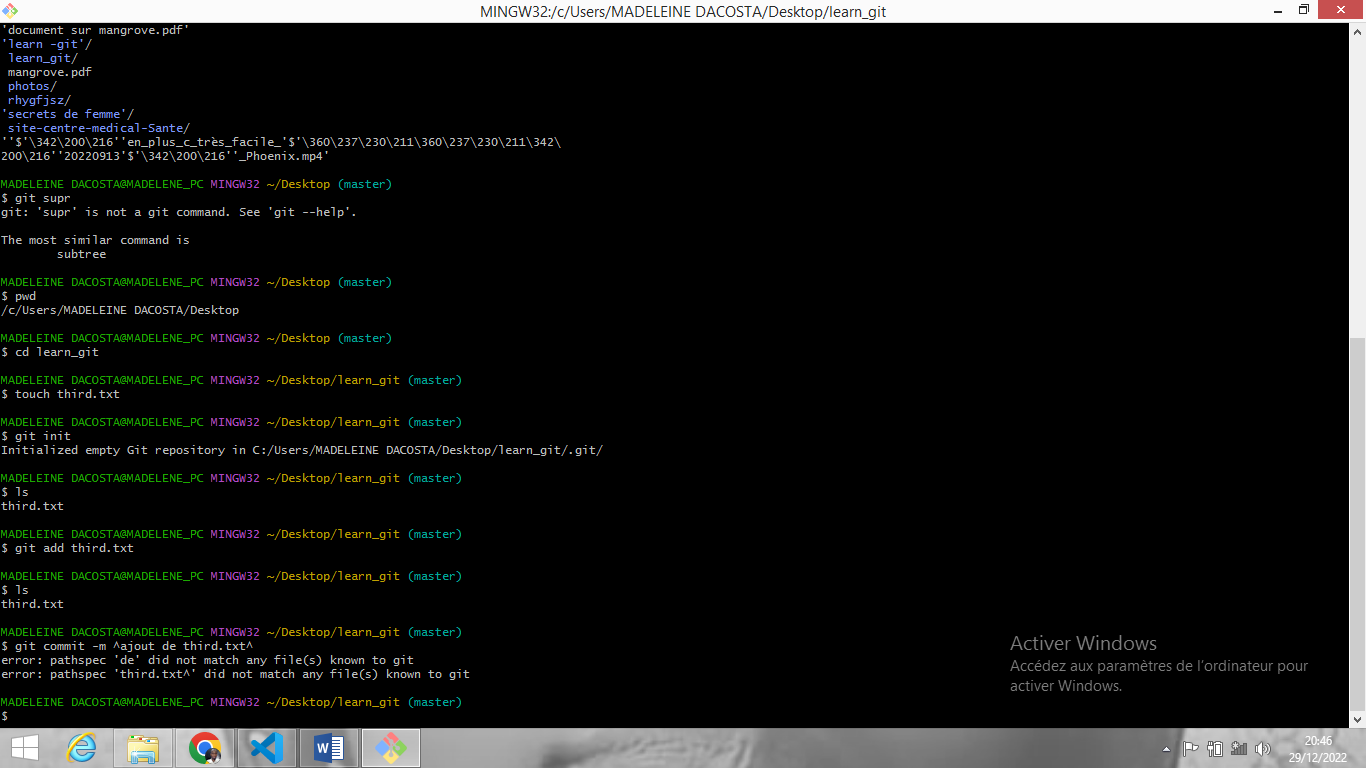 MINGW32:/c/Users/MADELEINE DACOSTA/Desktop/learn_git
'document sur mangrove.pdf'
'learn -git'/
learn_git/
mangrove.pdf
photos/
rhygfjsz/
'secrets de femme'/
site-centre-medical-Sante/
''$'\342\200\216''en_plus_c_très_facile_'$'\360\237\230\211\360\237\230\211\342\
200\216''20220913'$'\342\200\216''_Phoenix.mp4'
MADELEINE DACOSTA@MADELENE_PC MINGW32 ~/Desktop (master)
$ git supr
git: 'supr' is not a git command. See 'git --help'.
The most similar command is
subtree
MADELEINE DACOSTA@MADELENE_PC MINGW32 ~/Desktop (master)
$ pwd
/c/Users/MADELEINE DACOSTA/Desktop
MADELEINE DACOSTA@MADELENE_PC MINGW32 ~/Desktop (master)
$ cd learn_git
MADELEINE DACOSTA@MADELENE_PC MINGW32 ~/Desktop/learn_git (master)
$ touch third.txt
MADELEINE DACOSTA@MADELENE_PC MINGW32 ~/Desktop/learn_git (master)
$ git init
Initialized empty Git repository in C:/Users/MADELEINE DACOSTA/Desktop/learn_git/.git/
MADELEINE DACOSTA@MADELENE_PC MINGW32 ~/Desktop/learn_git (master)
$ ls
third.txt
MADELEINE DACOSTA@MADELENE_PC MINGW32 ~/Desktop/learn_git (master)
$ git add third.txt
MADELEINE DACOSTA@MADELENE_PC MINGW32 ~/Desktop/learn_git (master)
$ ls
third.txt
MADELEINE DACOSTA@MADELENE_PC MINGW32 ~/Desktop/learn_git (master)
$ git commit -m ^ajout de third.txt^
error: pathspec 'de' did not match any file(s) known to git
error: pathspec 'third.txt^' did not match any file(s) known to git
MADELEINE DACOSTA@MADELENE_PC MINGW32 ~/Desktop/learn_git (master)
$
Activer Windows
Accédez aux paramètres de l'ordinateur pour
activer Windows.
20:46
29/12/2022